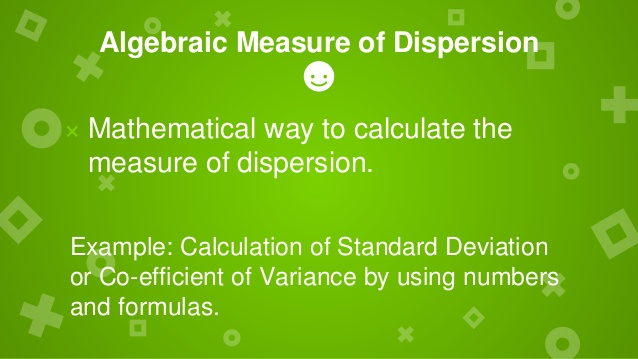 Algebraic Measure of Dispersion
Mathematical way to calculate the
measure of dispersion.
Example: Calculation of Standard Deviation
or Co-efficient of Variance by using numbers
and formulas.